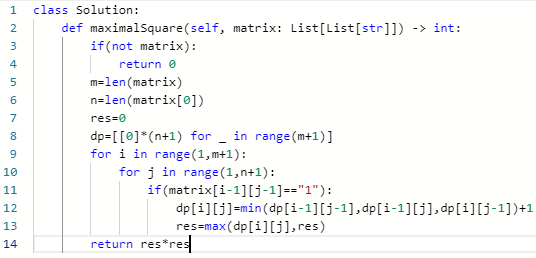 1 class Solution:
2     def maximalSquare(self, matrix: List[List[str]]) -> int:
3         if(not matrix):
4             return 0
5         m=len(matrix)
6         n=len(matrix[0])
7         res=0
8         dp=[[0]*(n+1) for _ in range(m+1)]
9         for i in range(1,m+1):
10             for j in range(1,n+1):
11                 if(matrix[i-1][j-1]=="1"):
12                     dp[i][j]=min(dp[i-1][j-1],dp[i-1][j],dp[i][j-1])+1
13                     res=max(dp[i][j],res)
14         return res*res